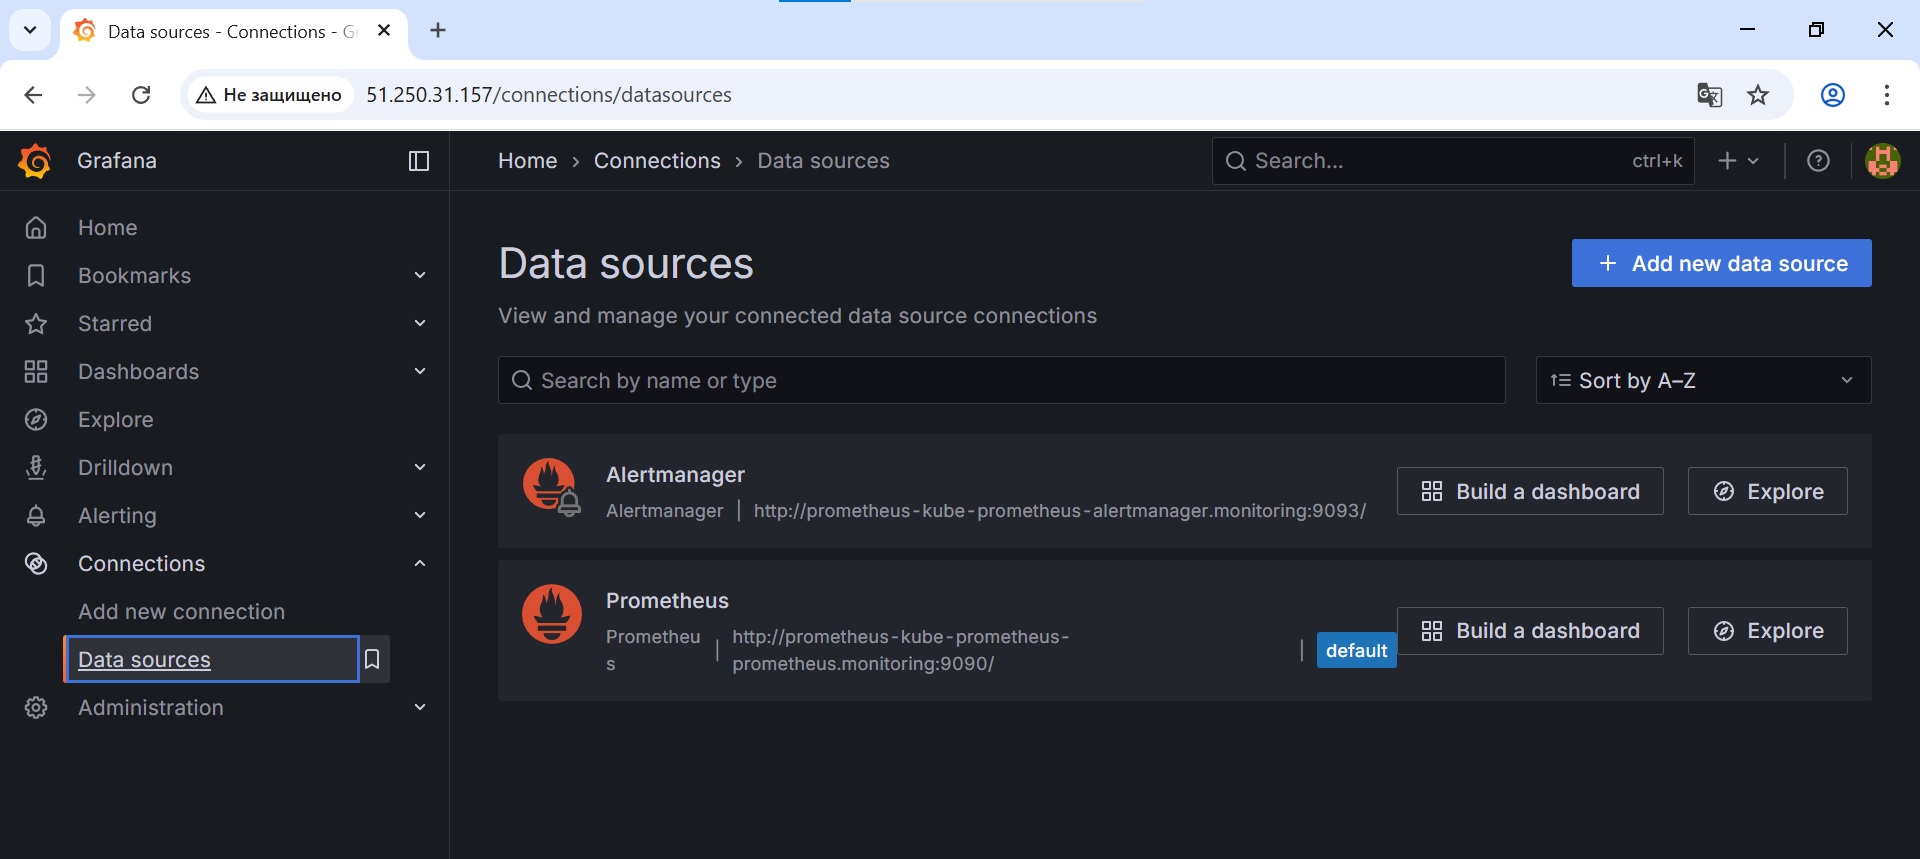 Data sources - Connections - G
Не защищено
51.250.31.157/connections/datasources
Grafana
Home › Connections › Data sources
Search...
ctrl+k
Home
Bookmarks
Starred
Dashboards
Explore
Drilldown
Alerting
Connections
Add new connection
Data sources
Administration
Data sources
Add new data source
View and manage your connected data source connections
Search by name or type
Sort by A–Z
Alertmanager
Alertmanager | http://prometheus-kube-prometheus-alertmanager.monitoring:9093/
Build a dashboard
Explore
Prometheus
Prometheu
s
http://prometheus-kube-prometheus-
prometheus.monitoring:9090/
default
Build a dashboard
Explore